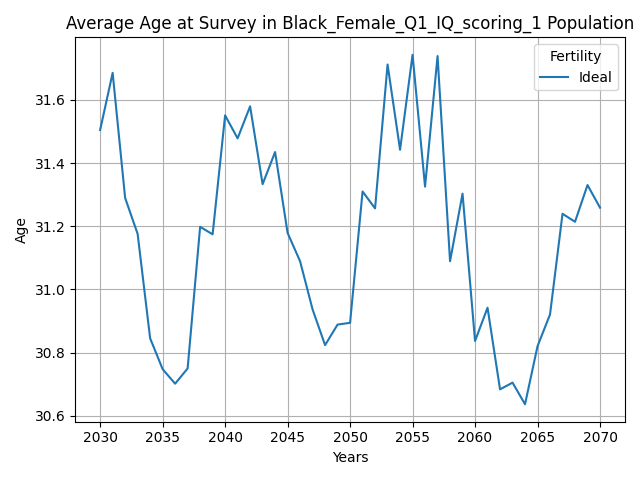 Average Age at Survey in Black_Female_Q1_IQ_scoring_1 Population
Fertility
Ideal
31.6
31.4
31.2
31.0
30.8
30.6
Age
2030 2035 2040 2045 2050 2055 2060 2065 2070
Years